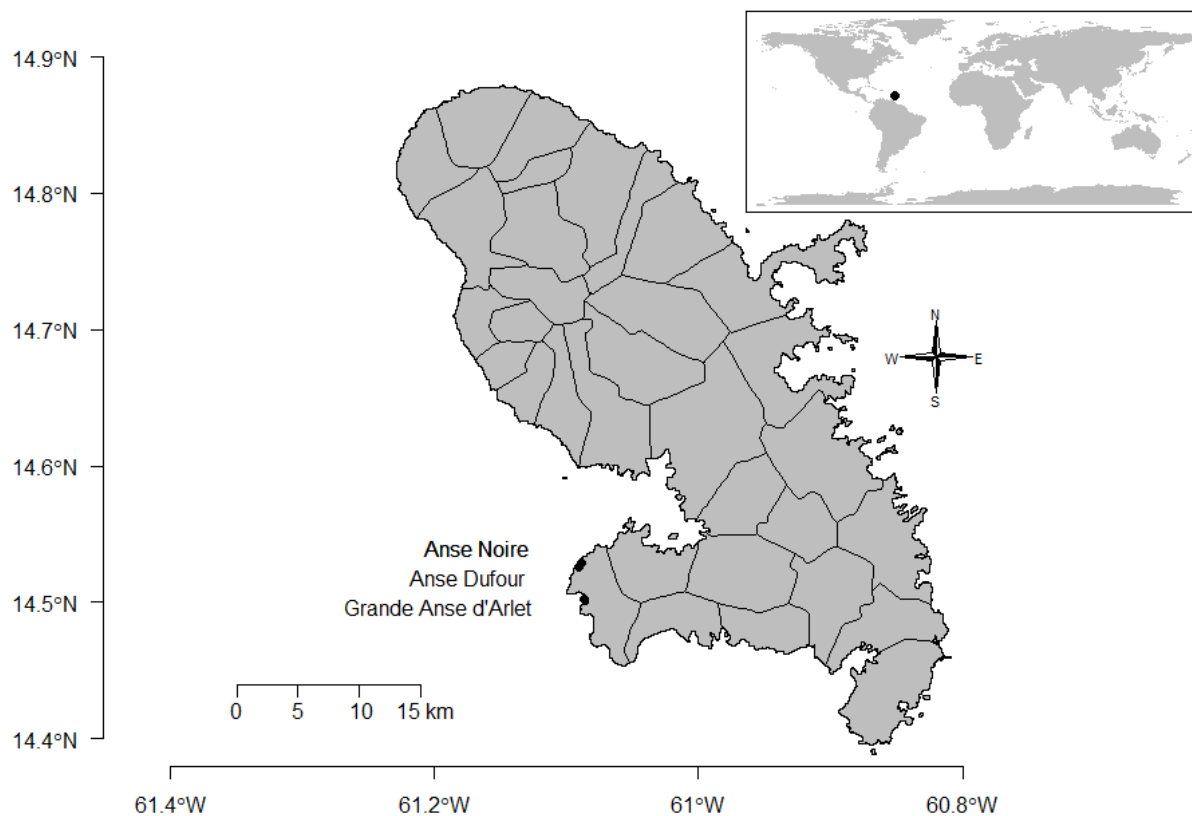 14.9°N
14.8°N
14.7°N
14.6°N
14.5°N
14.4°N
N
W E
S
Anse Noire
Anse Dufour
Grande Anse d'Arlet
0 5 10 15 km
61.4°W 61.2°W 61°W 60.8°W